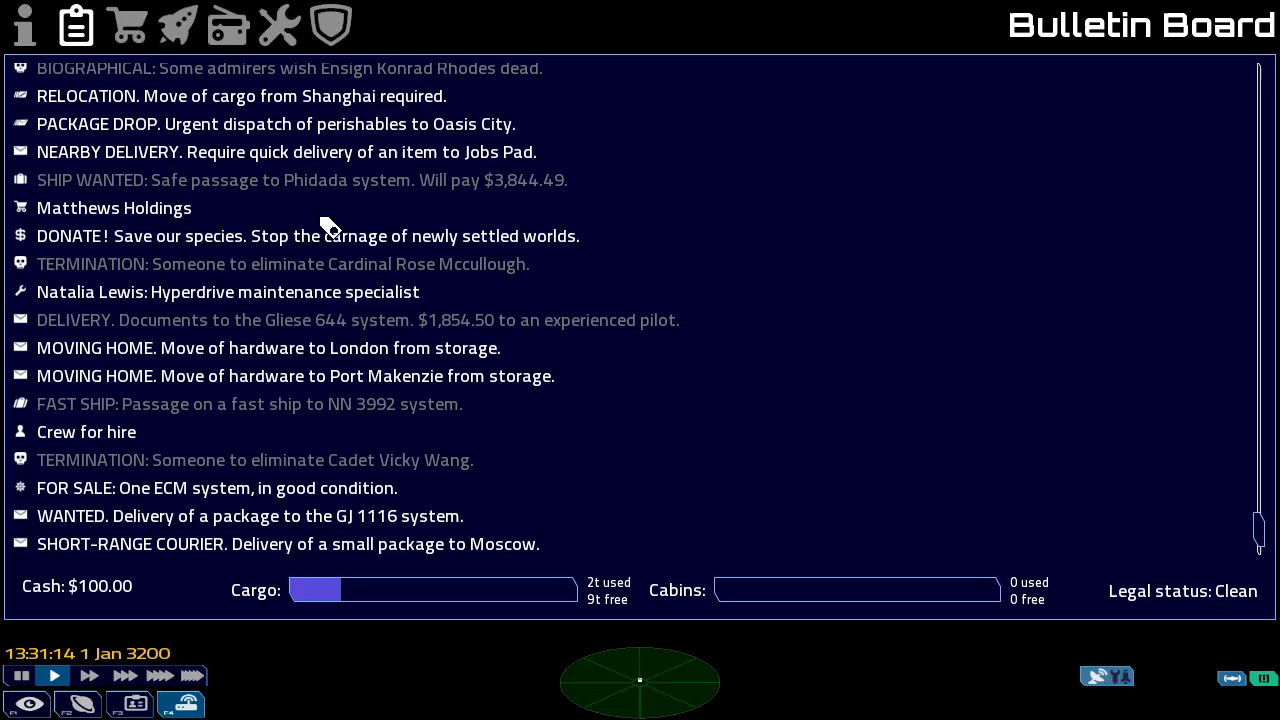 Bulletin Board
BIOGRAPHICAL: Some admirers wish Ensign Konrad Rhodes dead.
RELOCATION. Move of cargo from Shanghai required.
PACKAGE DROP. Urgent dispatch of perishables to Oasis City.
NEARBY DELIVERY. Require quick delivery of an item to Jobs Pad.
SHIP WANTED: Safe passage to Phidada system. Will pay $3,844.49.
Matthews Holdings
DONATE! Save our species. Stop the carnage of newly settled worlds.
TERMINATION: Someone to eliminate Cardinal Rose Mccullough.
Natalia Lewis: Hyperdrive maintenance specialist
DELIVERY. Documents to the Gliese 644 system. $1,854.50 to an experienced pilot.
MOVING HOME. Move of hardware to London from storage.
MOVING HOME. Move of hardware to Port Makenzie from storage.
FAST SHIP: Passage on a fast ship to NN 3992 system.
Crew for hire
TERMINATION: Someone to eliminate Cadet Vicky Wang.
FOR SALE: One ECM system, in good condition.
WANTED. Delivery of a package to the GJ 1116 system.
SHORT-RANGE COURIER. Delivery of a small package to Moscow.
Cash: $100.00
Cargo:
2t used
9t free
Cabins:
0 used
0 free
Legal status: Clean
13:31:14 1 Jan 3200
F1
F2
F3
F4